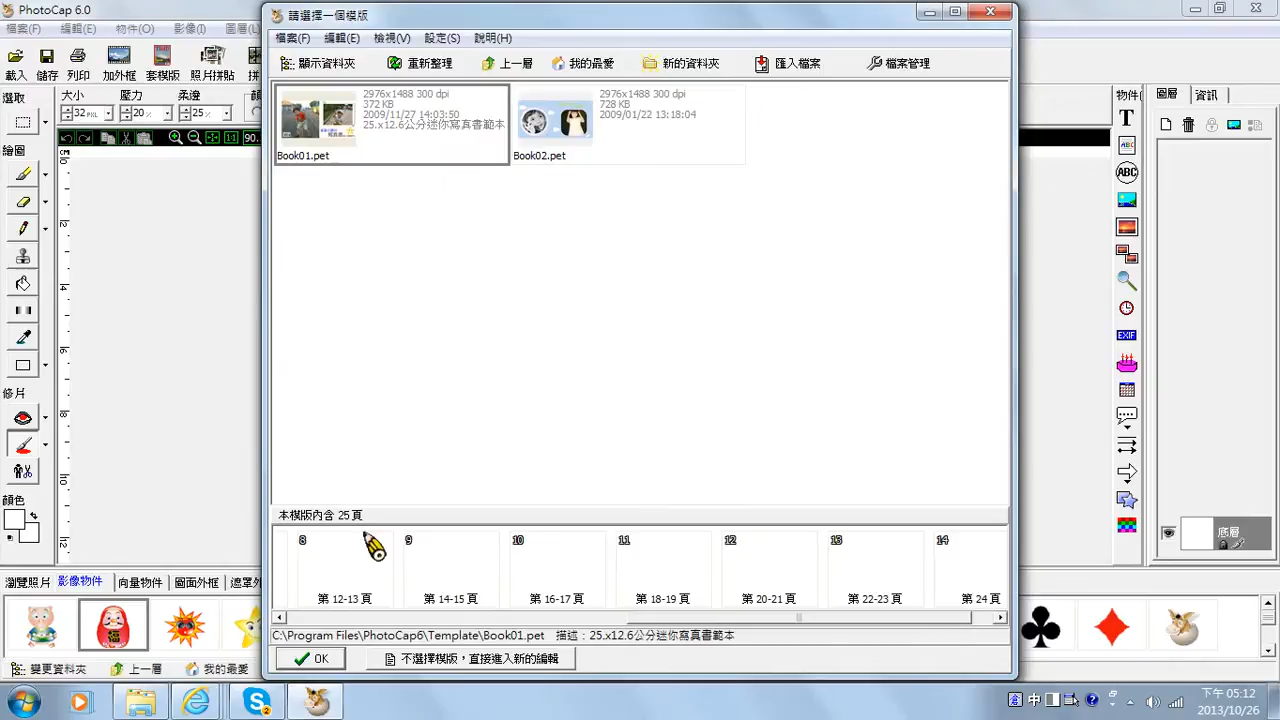 PhotoCap 6.0
請選擇一個模版
檔案(F) 編輯(E) 物件(O) 影像(I) 圖層(L)
檔案(F) 編輯(E) 檢視(V) 設定(S) 說明(H)
載入 儲存 列印 加外框 套模版 照片拼貼
顯示資料夾 重新整理 上一層 我的最愛 新的資料夾 匯入檔案 檔案管理
選取 大小 壓力 柔邊
32 PXL 20 % 25 %
90.
物件 圖層 資訊
2976x1488 300 dpi
372 KB
2009/11/27 14:03:50
25.x12.6公分迷你寫真書範本
Book01.pet
2976x1488 300 dpi
728 KB
2009/01/22 13:18:04
Book02.pet
繪圖
修片
顏色
ABC
ABC
EXIF
底層
本模版內含 25頁
8 9 10 11 12 13 14
第 12-13 頁 第 14-15 頁 第 16-17 頁 第 18-19 頁 第 20-21 頁 第 22-23 頁 第 24 頁
C:\Program Files\PhotoCap6\Template\Book01.pet 描述：25.x12.6公分迷你寫真書範本
OK 不選擇模版，直接進入新的編輯
瀏覽照片 影像物件 向量物件 圖面外框
變更資料夾 上一層 我的最愛
中
下午 05:12
2013/10/26